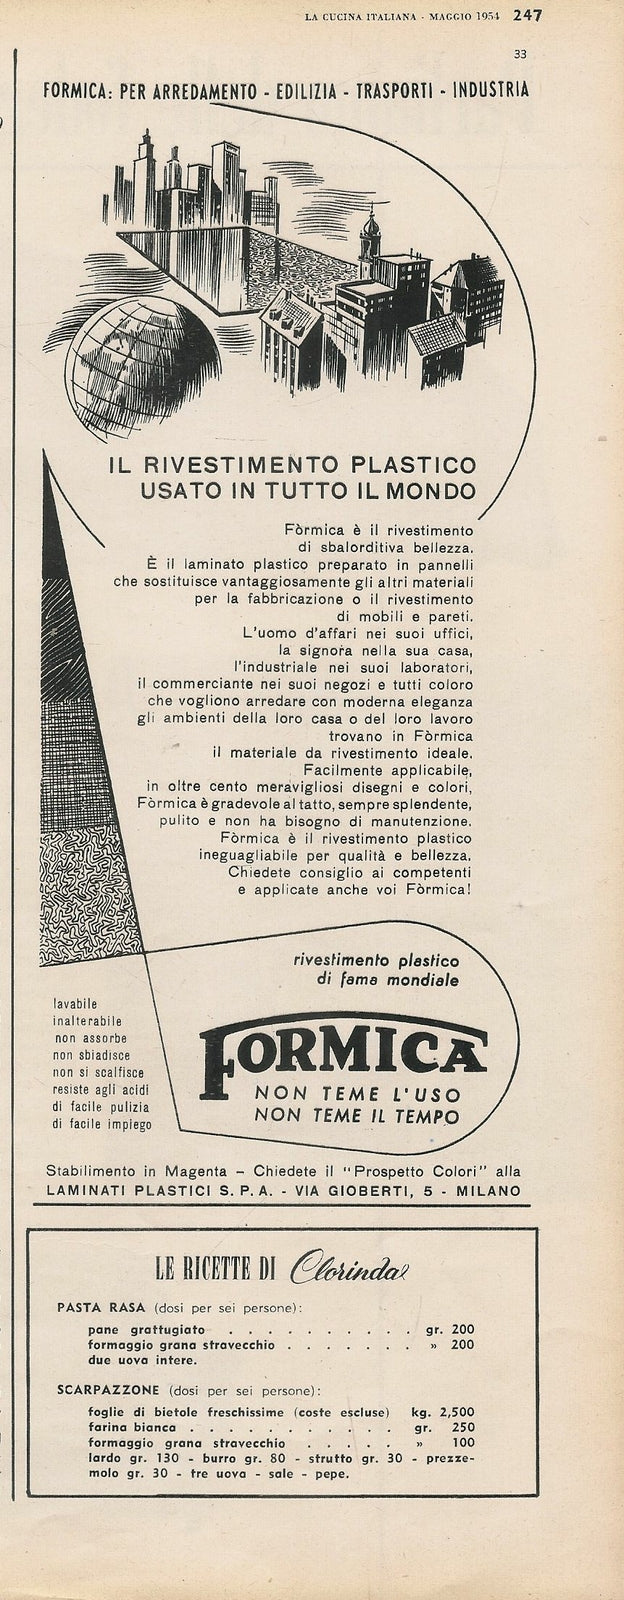 LA CUCINA ITALIANA - MAGGIO 1954 247
33
FÒRMICA: PER ARREDAMENTO - EDILIZIA - TRASPORTI - INDUSTRIA
IL RIVESTIMENTO PLASTICO
USATO IN TUTTO IL MONDO
Fòrmica è il rivestimento
di sbalorditiva bellezza.
È il laminato plastico preparato in pannelli
che sostituisce vantaggiosamente gli altri materiali
per la fabbricazione o il rivestimento
di mobili e pareti.
L'uomo d'affari nei suoi uffici,
la signora nella sua casa,
l'industriale nei suoi laboratori,
il commerciante nei suoi negozi e tutti coloro
che vogliono arredare con moderna eleganza
gli ambienti della loro casa o del loro lavoro
trovano in Fòrmica
il materiale da rivestimento ideale.
Facilmente applicabile,
in oltre cento meravigliosi disegni e colori,
Fòrmica è gradevole al tatto, sempre splendente,
pulito e non ha bisogno di manutenzione.
Fòrmica è il rivestimento plastico
ineguagliabile per qualità e bellezza.
Chiedete consiglio ai competenti
e applicate anche voi Fòrmica!
rivestimento plastico
di fama mondiale
FORMICA
NON TEME L'USO
NON TEME IL TEMPO
lavabile
inalterabile
non assorbe
non sbiadisce
non si scalfisce
resiste agli acidi
di facile pulizia
di facile impiego
Stabilimento in Magenta - Chiedete il "Prospetto Colori" alla
LAMINATI PLASTICI S.P.A. - VIA GIOBERTI, 5 - MILANO
LE RICETTE DI Clorinda
PASTA RASA (dosi per sei persone):
pane grattugiato . . . . . . . . . . gr. 200
formaggio grana stravecchio . . . . . . . » 200
due uova intere.
SCARPAZZONE (dosi per sei persone):
foglie di bietole freschissime (coste escluse) kg. 2,500
farina bianca . . . . . . . . . . . gr. 250
formaggio grana stravecchio . . . . . » 100
lardo gr. 130 - burro gr. 80 - strutto gr. 30 - prezze-
molo gr. 30 - tre uova - sale - pepe.